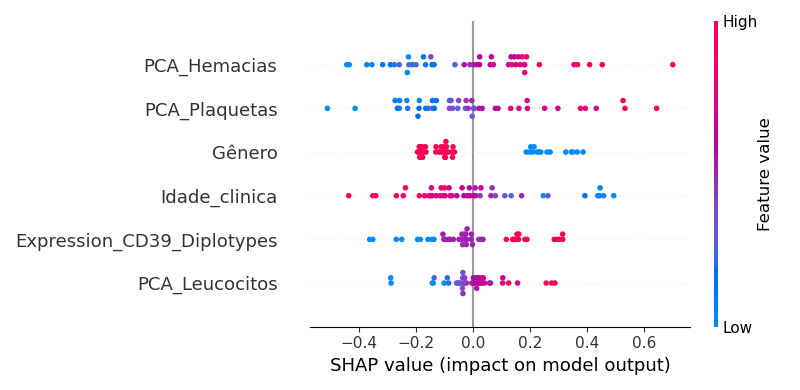 High
PCA_Hemacias
PCA_Plaquetas
Gênero
Idade_clinica
Expression_CD39_Diplotypes
PCA_Leucocitos
Feature value
Low
−0.4 −0.2 0.0 0.2 0.4 0.6
SHAP value (impact on model output)